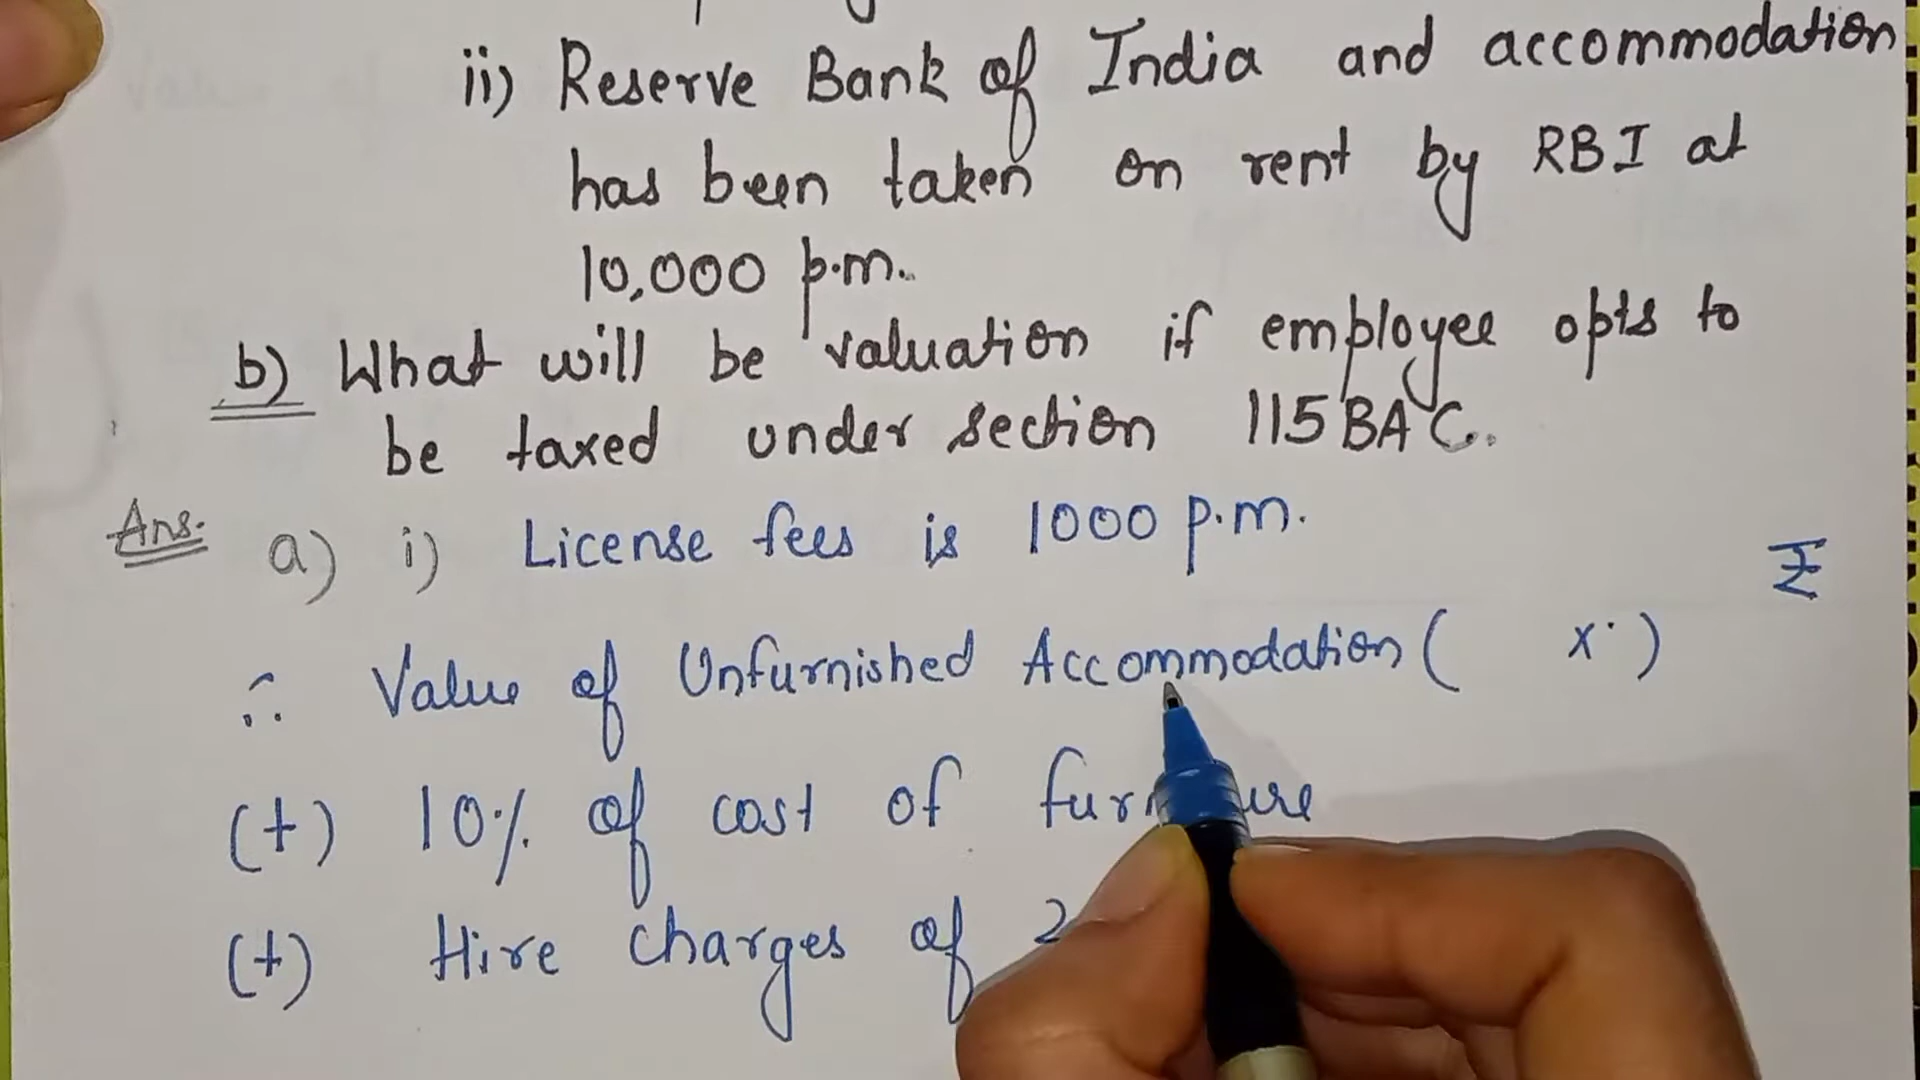 ii) Reserve Bank of India and accommodation
has been taken on rent by RBI at
10,000 p.m.
b) What will be valuation if employee opts to
be taxed under section 115BAC.
Ans. a) i) License fees is 1000 p.m.
₹
∴ Value of Unfurnished Accommodation ( x )
(+) 10% of cost of furniture
(+) Hire charges of